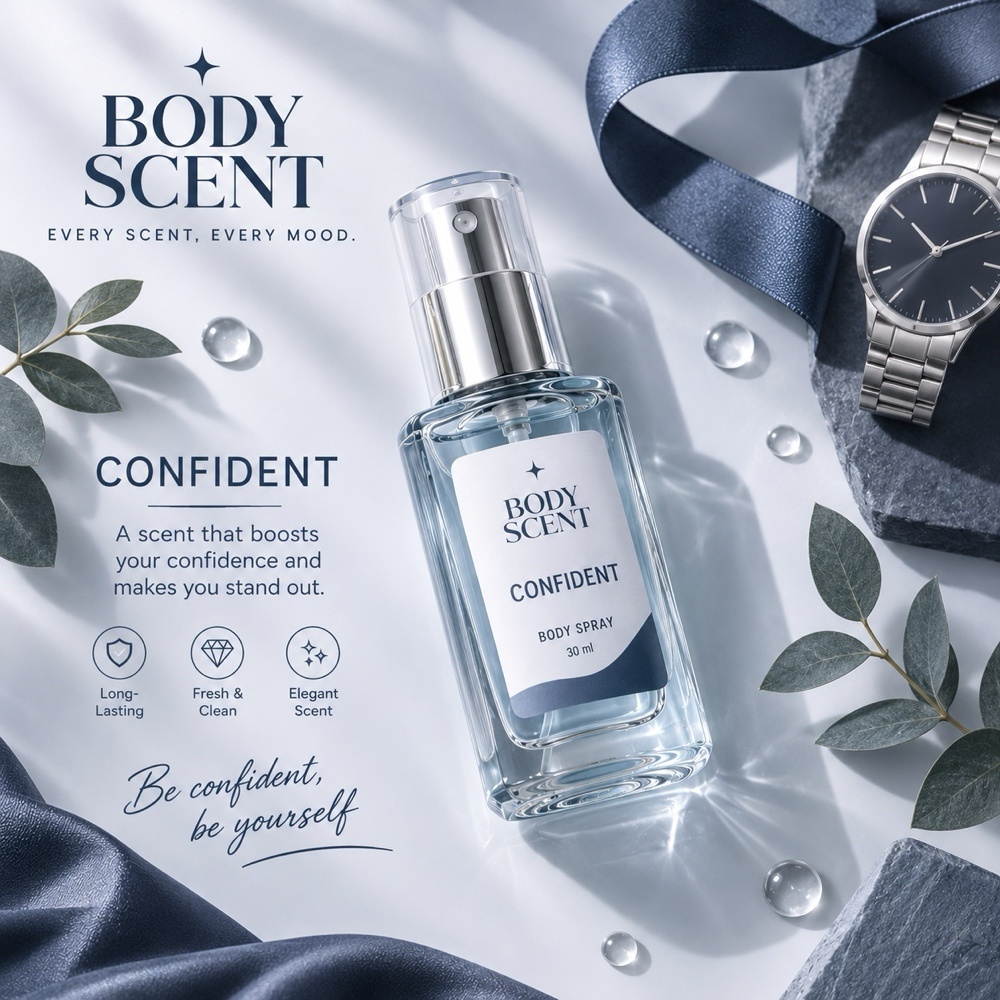 BODY
SCENT
EVERY SCENT, EVERY MOOD.
CONFIDENT
A scent that boosts
your confidence and
makes you stand out.
Long-
Lasting
Fresh &
Clean
Elegant
Scent
Be confident,
be yourself
BODY
SCENT
CONFIDENT
BODY SPRAY
30 ml